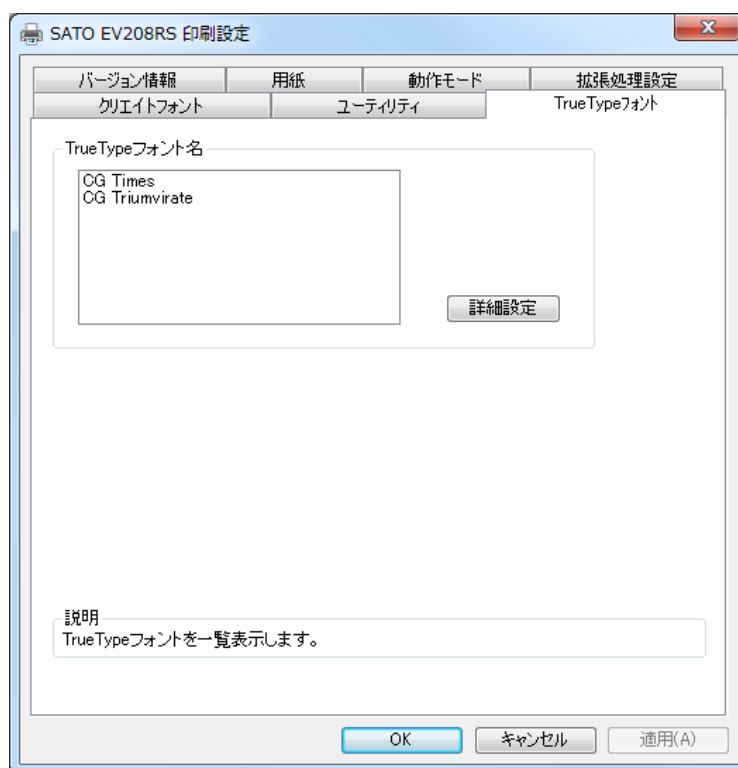 SATO EV208RS 印刷設定
バージョン情報
用紙
動作モード
拡張処理設定
クリエイトフォント
ユーティリティ
TrueTypeフォント
TrueTypeフォント名
CG Times
CG Triumvirate
詳細設定
説明
TrueTypeフォントを一覧表示します。
OK
キャンセル
適用(A)